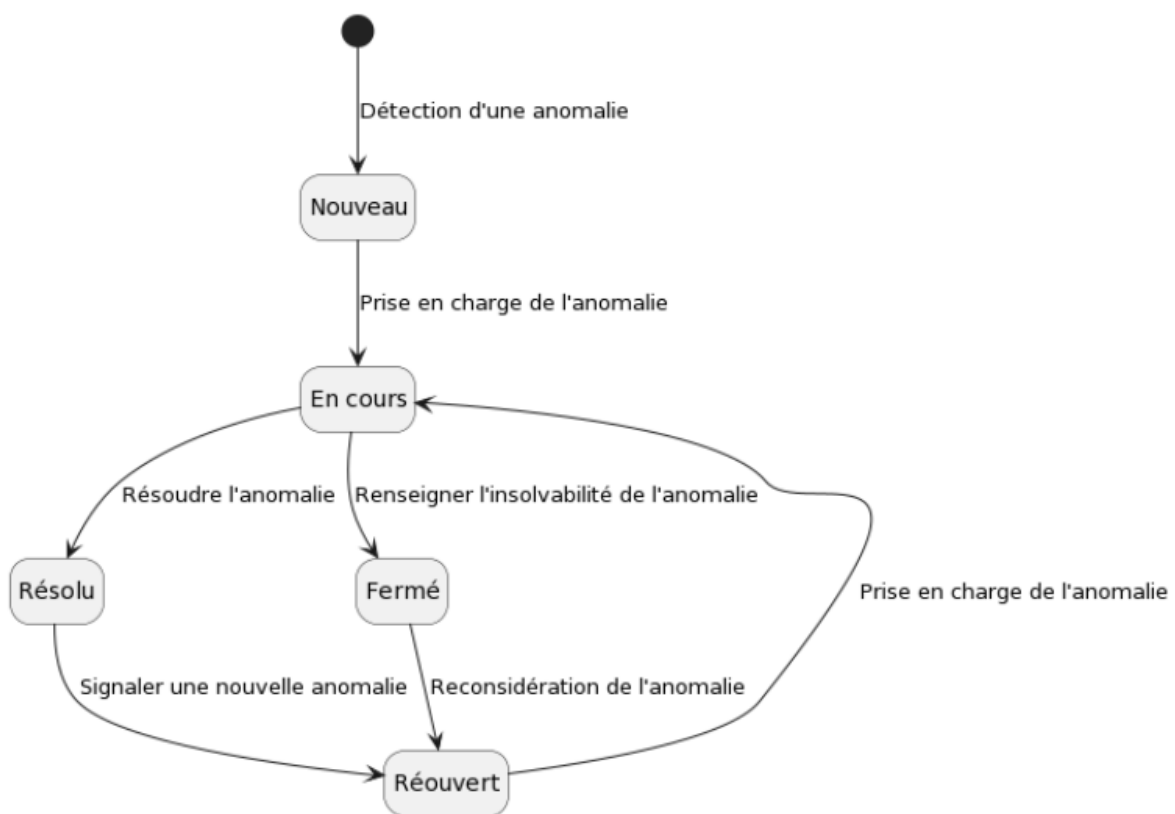 Détection d'une anomalie
Nouveau
Prise en charge de l'anomalie
En cours
Résoudre l'anomalie
Renseigner l'insolvabilité de l'anomalie
Résolu
Fermé
Prise en charge de l'anomalie
Signaler une nouvelle anomalie
Reconsidération de l'anomalie
Réouvert